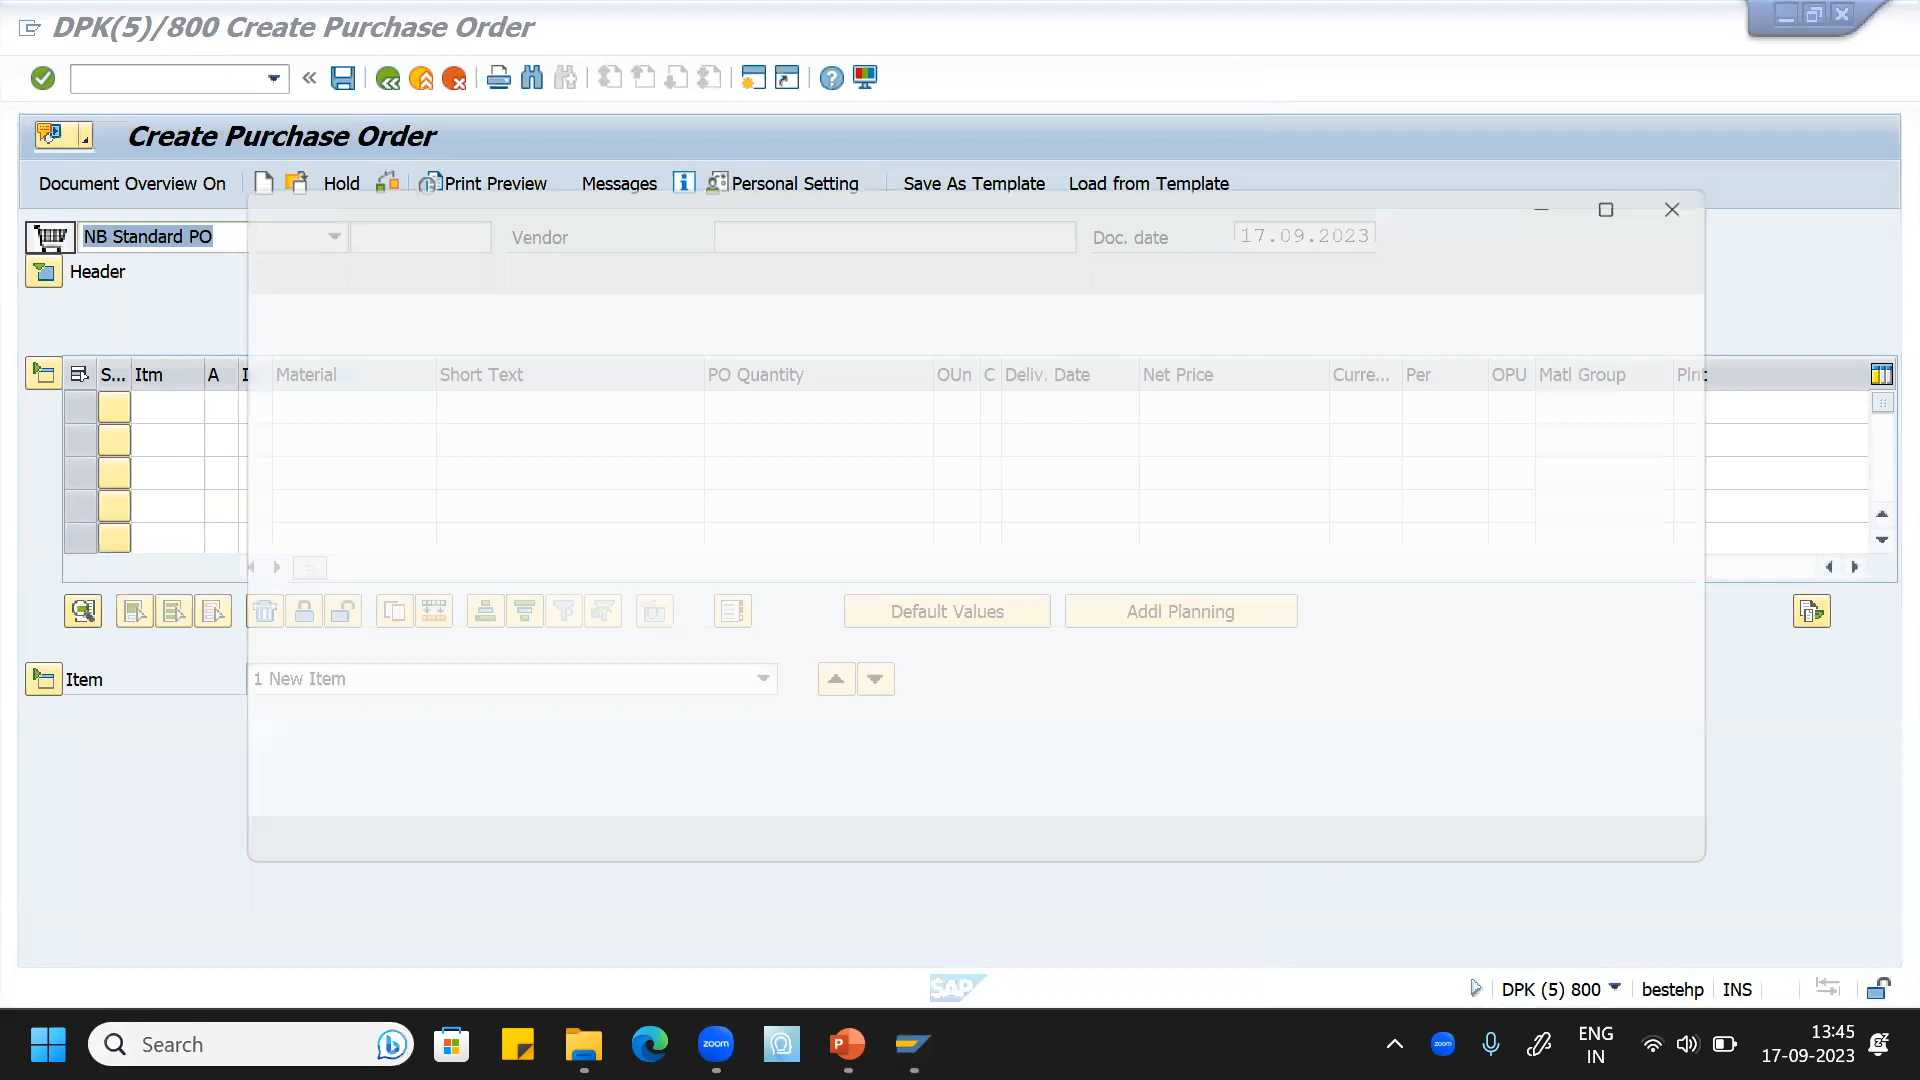 DPK(5)/800 Create Purchase Order
Create Purchase Order
Document Overview On Hold Print Preview Messages Personal Setting Save As Template Load from Template
NB Standard PO Vendor Doc. date 17.09.2023
Header
S... Itm A I Material Short Text PO Quantity OUn C Deliv. Date Net Price Curre... Per OPU Matl Group Plnt
Default Values Addl Planning
Item 1 New Item
SAP DPK (5) 800 bestehp INS
Search zoom P zoom ENG IN 13:45 17-09-2023